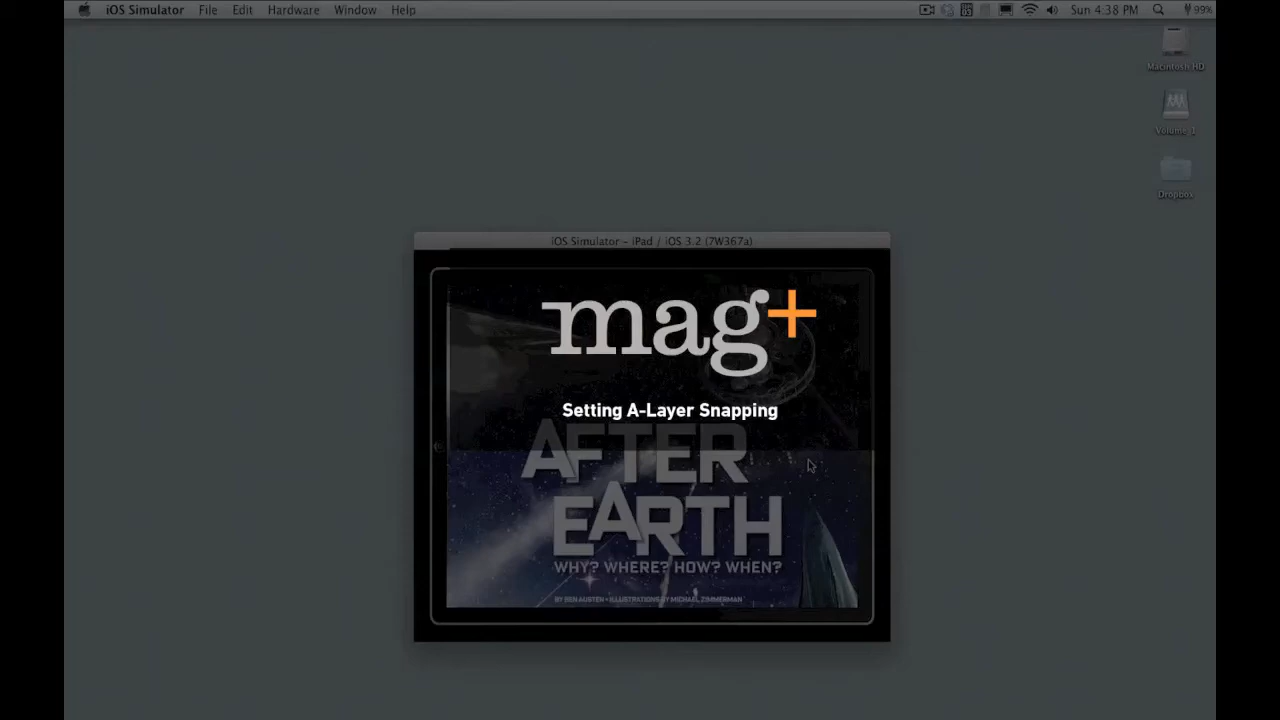 iOS Simulator File Edit Hardware Window Help Sun 4:38 PM 99%
Macintosh HD
Volume 1
Dropbox
iOS Simulator – iPad / iOS 3.2 (7W367a)
mag+
Setting A-Layer Snapping
AFTER
EARTH
WHY? WHERE? HOW? WHEN?
BY BEN AUSTEN • ILLUSTRATIONS BY MICHAEL ZIMMERMAN